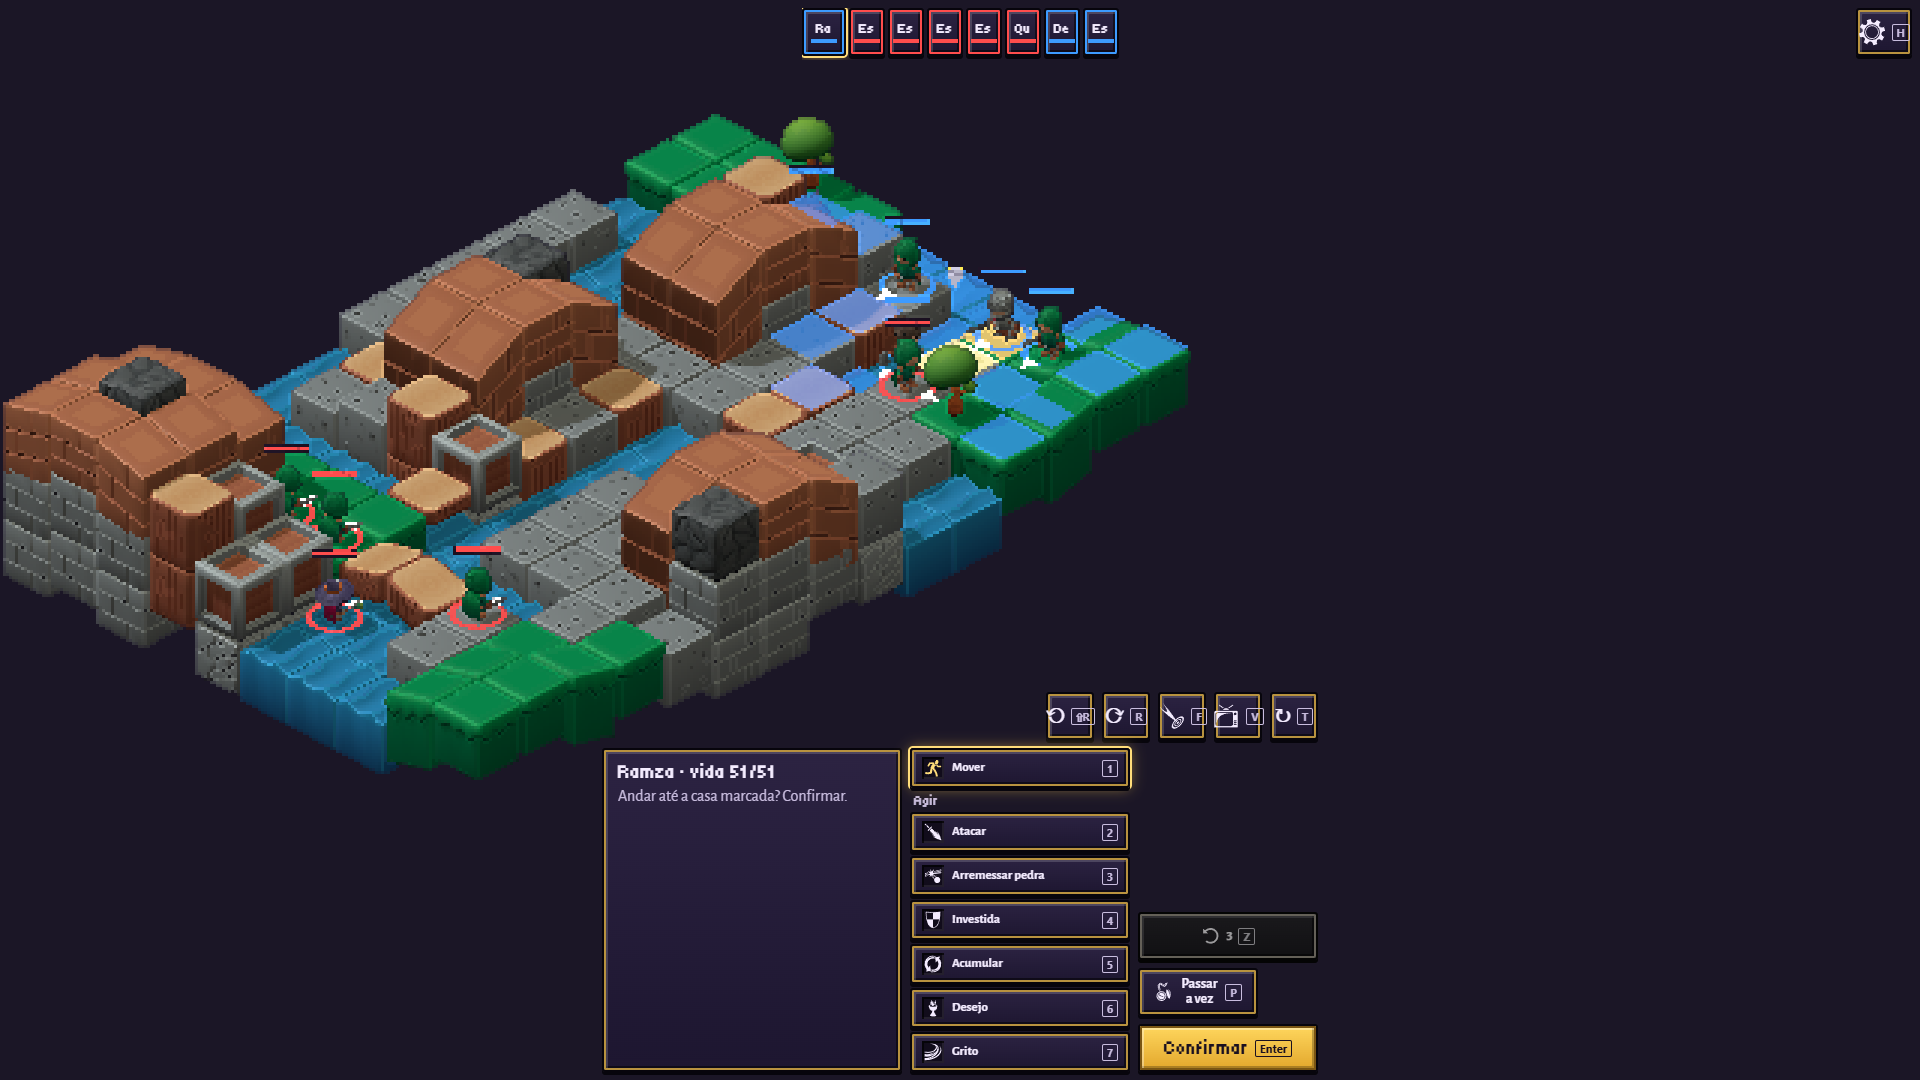 Ra Es Es Es Es Qu De Es
H
R R F V T
Ramza · vida 51/51
Andar até a casa marcada? Confirmar.
Mover 1
Agir
Atacar 2
Arremessar pedra 3
Investida 4
Acumular 5
Desejo 6
Grito 7
3 Z
Passar a vez P
Confirmar Enter